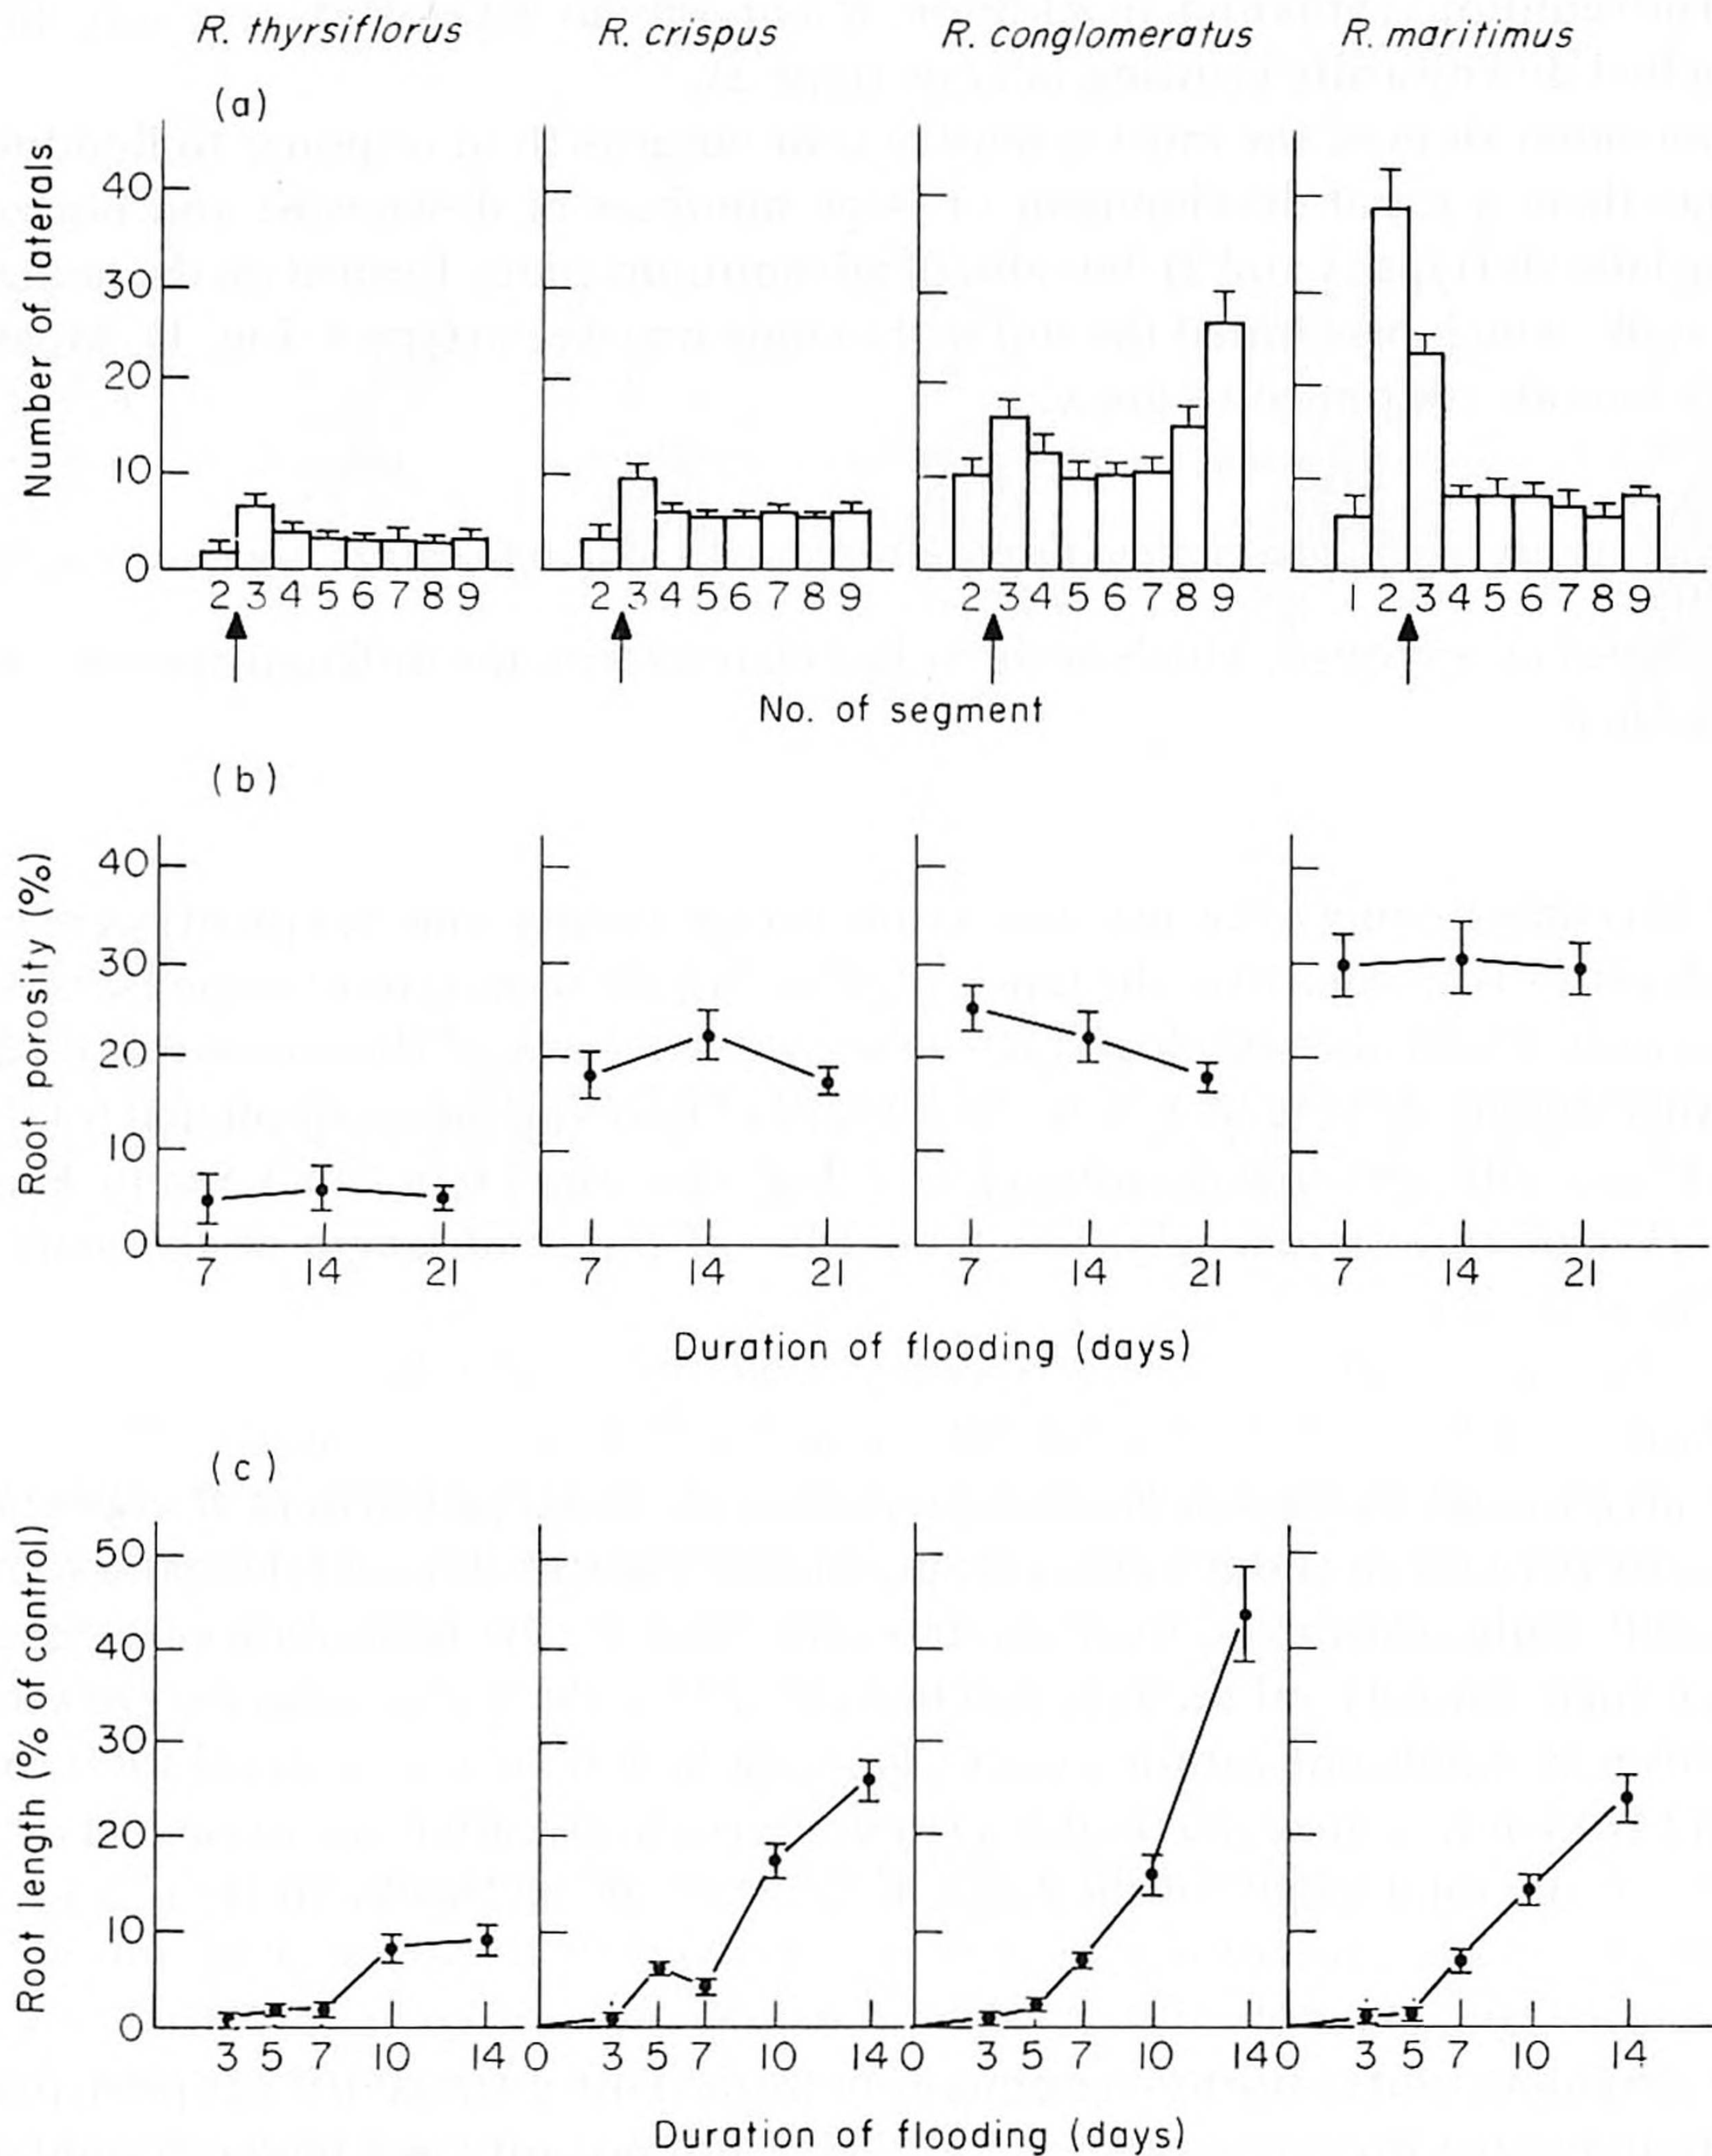 R. thyrsiflorus R. crispus R. conglomeratus R. maritimus
(a)
Number of laterals
40
30
20
10
0
2 3 4 5 6 7 8 9 2 3 4 5 6 7 8 9 2 3 4 5 6 7 8 9 1 2 3 4 5 6 7 8 9
No. of segment
(b)
Root porosity (%)
40
30
20
10
0
7 14 21 7 14 21 7 14 21 7 14 21
Duration of flooding (days)
(c)
Root length (% of control)
50
40
30
20
10
0
3 5 7 10 14 0 3 5 7 10 14 0 3 5 7 10 14 0 3 5 7 10 14
Duration of flooding (days)